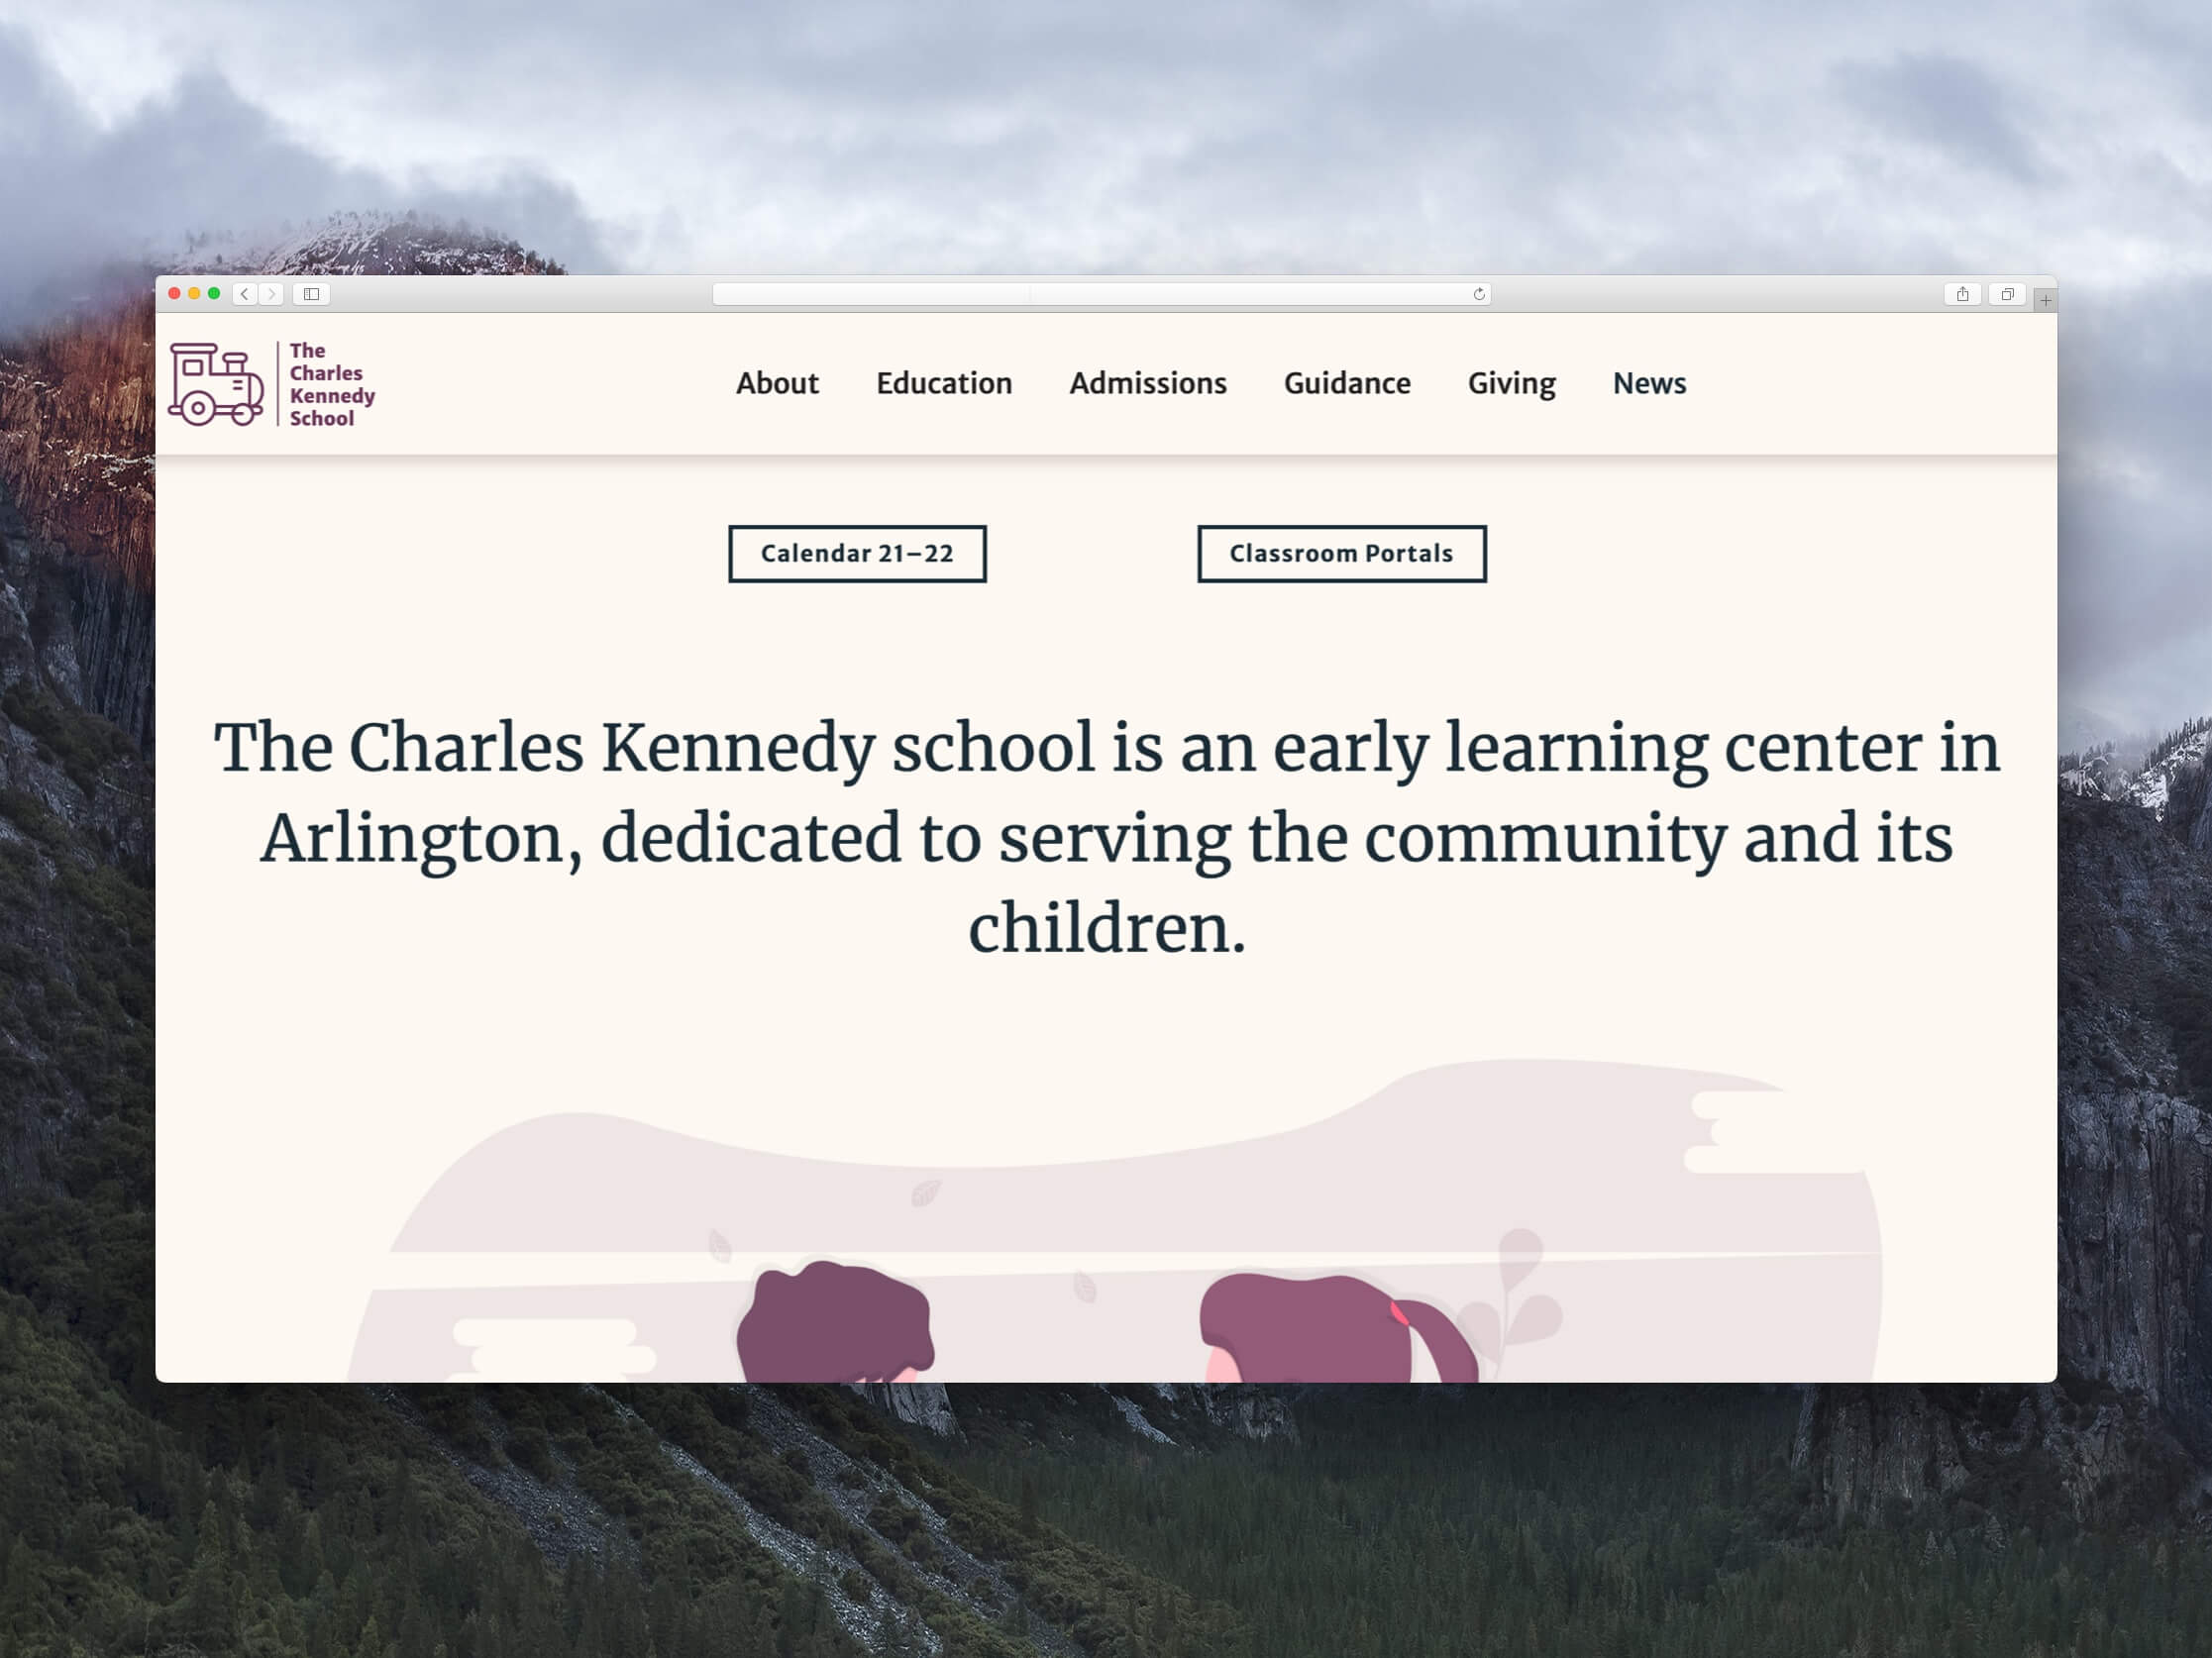 The
Charles
Kennedy
School
About Education Admissions Guidance Giving News
Calendar 21–22
Classroom Portals
The Charles Kennedy school is an early learning center in
Arlington, dedicated to serving the community and its
children.